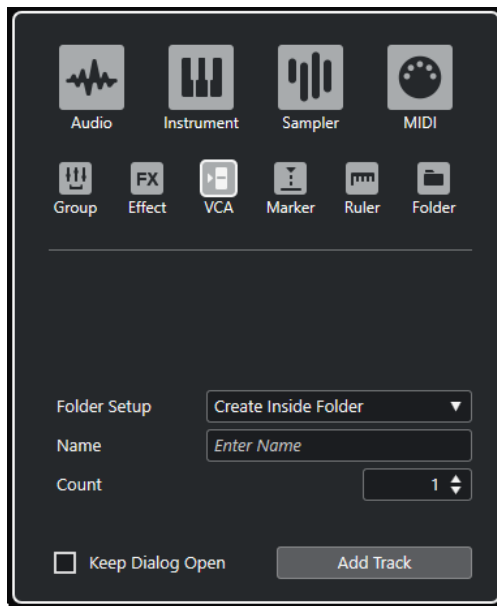 Audio Instrument Sampler MIDI
FX
Group Effect VCA Marker Ruler Folder
Folder Setup Create Inside Folder
Name Enter Name
Count 1
Keep Dialog Open Add Track